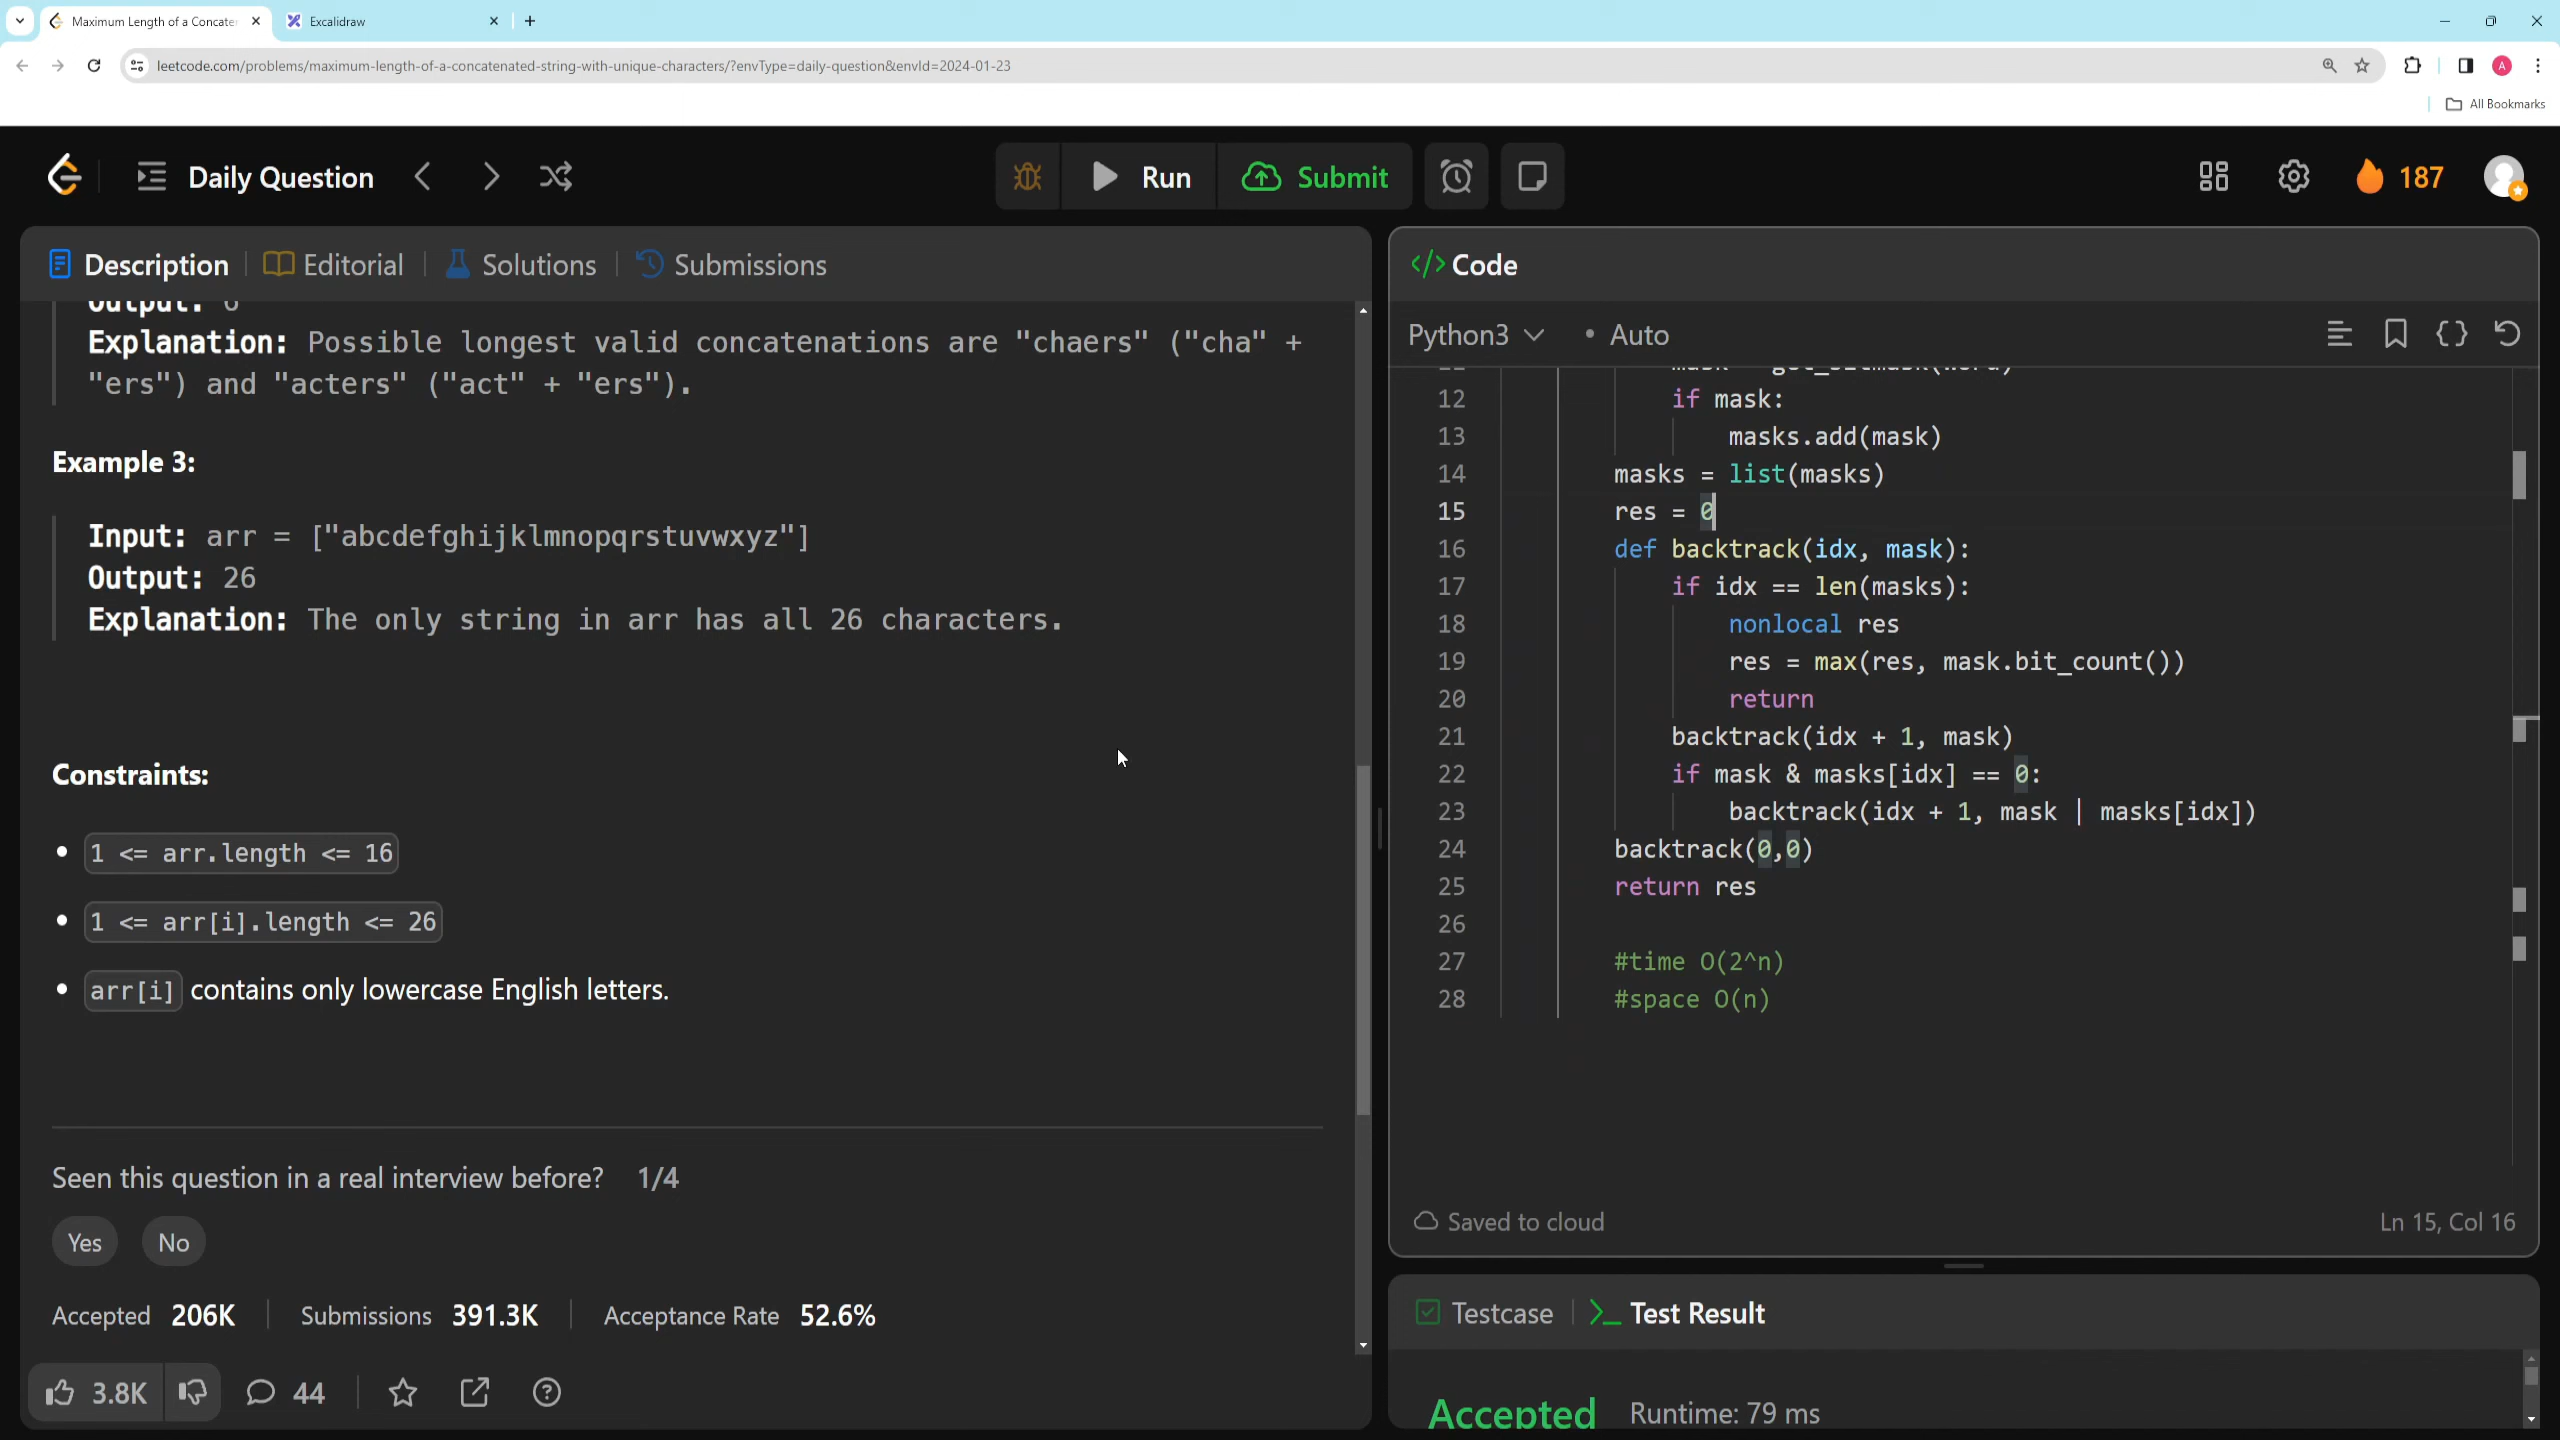 Maximum Length of a Concate
Excalidraw
leetcode.com/problems/maximum-length-of-a-concatenated-string-with-unique-characters/?envType=daily-question&envId=2024-01-23
A
All Bookmarks
Daily Question
Run
Submit
187
Description
Editorial
Solutions
Submissions
Output: 6
Explanation: Possible longest valid concatenations are "chaers" ("cha" +
"ers") and "acters" ("act" + "ers").
Example 3:
Input: arr = ["abcdefghijklmnopqrstuvwxyz"]
Output: 26
Explanation: The only string in arr has all 26 characters.
Constraints:
• 1 <= arr.length <= 16
• 1 <= arr[i].length <= 26
• arr[i] contains only lowercase English letters.
Seen this question in a real interview before? 1/4
Yes
No
Accepted 206K
Submissions 391.3K
Acceptance Rate 52.6%
3.8K
44
</> Code
Python3
• Auto
11 mask = get_bitmask(word)
12 if mask:
13 masks.add(mask)
14 masks = list(masks)
15 res = 0
16 def backtrack(idx, mask):
17 if idx == len(masks):
18 nonlocal res
19 res = max(res, mask.bit_count())
20 return
21 backtrack(idx + 1, mask)
22 if mask & masks[idx] == 0:
23 backtrack(idx + 1, mask | masks[idx])
24 backtrack(0,0)
25 return res
26
27 #time O(2^n)
28 #space O(n)
Saved to cloud
Ln 15, Col 16
Testcase
Test Result
Accepted
Runtime: 79 ms